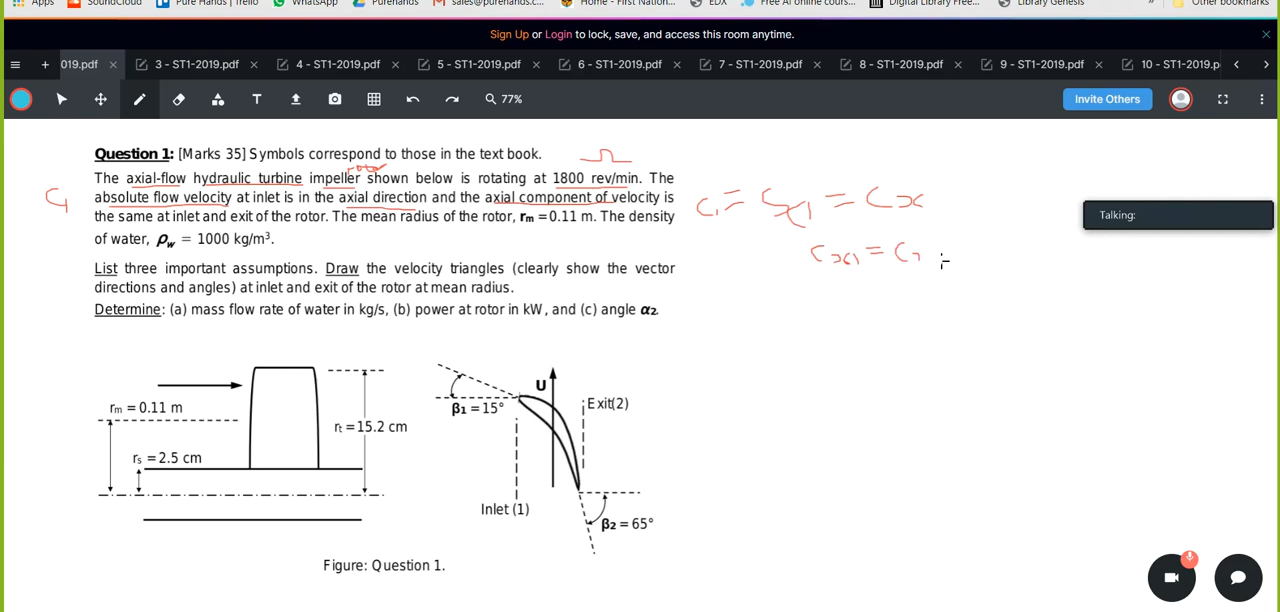 Apps SoundCloud Pure Hands | Trello WhatsApp Purehands sales@purehands.c... Home - First Nation... EDX Free AI online cours... Digital Library Free... Library Genesis » Other bookmarks
Sign Up or Login to lock, save, and access this room anytime.
019.pdf 3 - ST1-2019.pdf 4 - ST1-2019.pdf 5 - ST1-2019.pdf 6 - ST1-2019.pdf 7 - ST1-2019.pdf 8 - ST1-2019.pdf 9 - ST1-2019.pdf 10 - ST1-2019.p
T 77% Invite Others
Question 1: [Marks 35] Symbols correspond to those in the text book.
Ω
rotor
The axial-flow hydraulic turbine impeller shown below is rotating at 1800 rev/min. The
C1 absolute flow velocity at inlet is in the axial direction and the axial component of velocity is
C1 = Cx1 = Cx
the same at inlet and exit of the rotor. The mean radius of the rotor, rm = 0.11 m. The density
Talking:
of water, ρw = 1000 kg/m³.
Cx1 = C
List three important assumptions. Draw the velocity triangles (clearly show the vector
directions and angles) at inlet and exit of the rotor at mean radius.
Determine: (a) mass flow rate of water in kg/s, (b) power at rotor in kW, and (c) angle α2.
U
rm = 0.11 m
β1 = 15°
Exit(2)
rt = 15.2 cm
rs = 2.5 cm
Inlet (1)
β2 = 65°
Figure: Question 1.